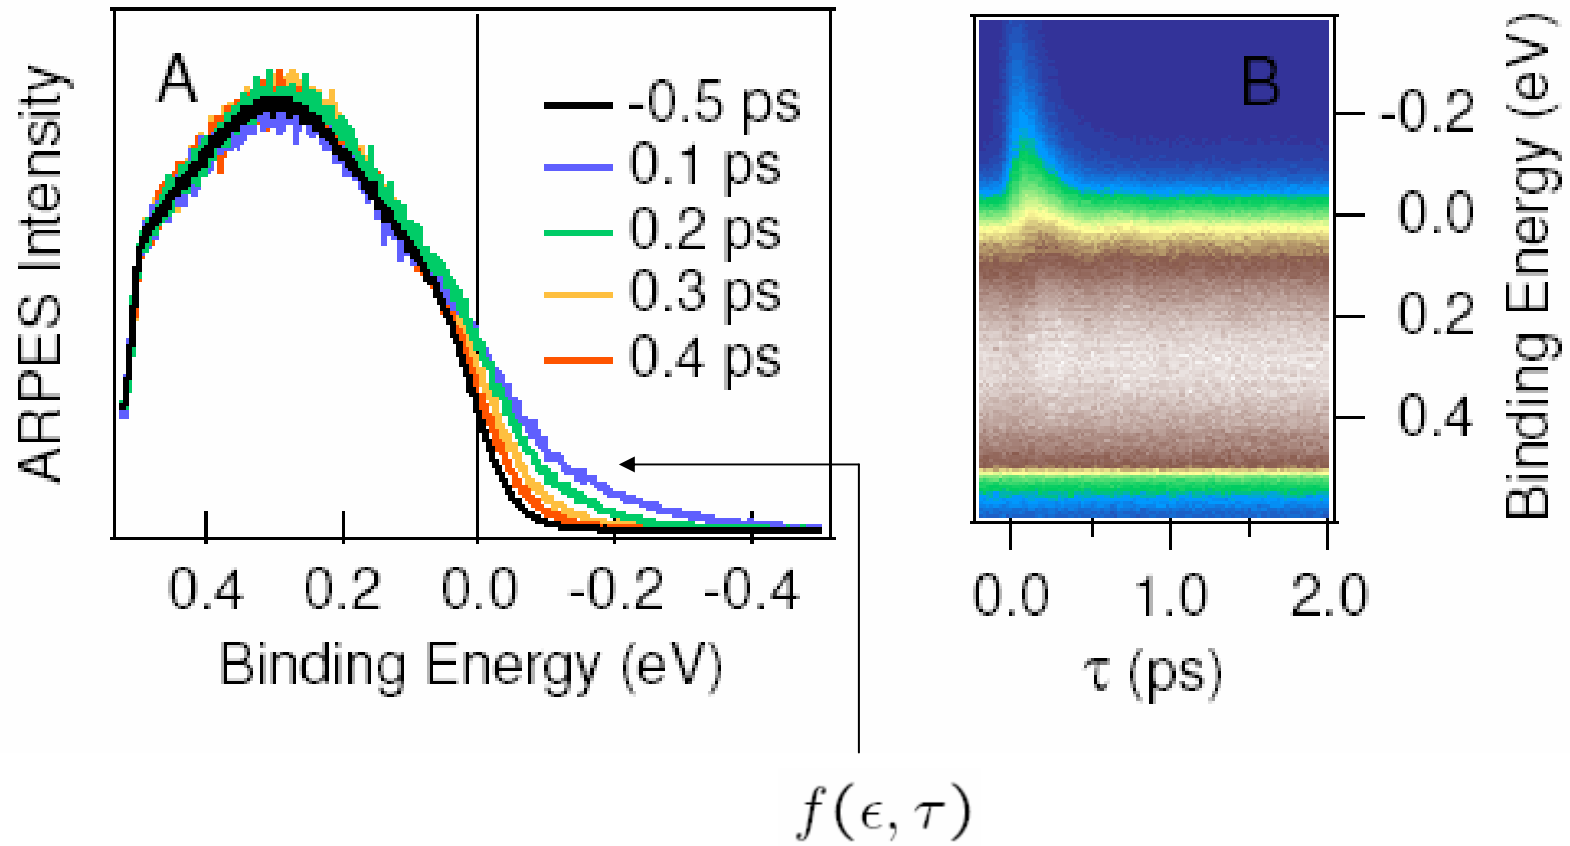 A
-0.5 ps
0.1 ps
0.2 ps
0.3 ps
0.4 ps
ARPES Intensity
0.4 0.2 0.0 -0.2 -0.4
Binding Energy (eV)
B
-0.2
0.0
0.2
0.4
Binding Energy (eV)
0.0 1.0 2.0
τ (ps)
f(ϵ, τ)